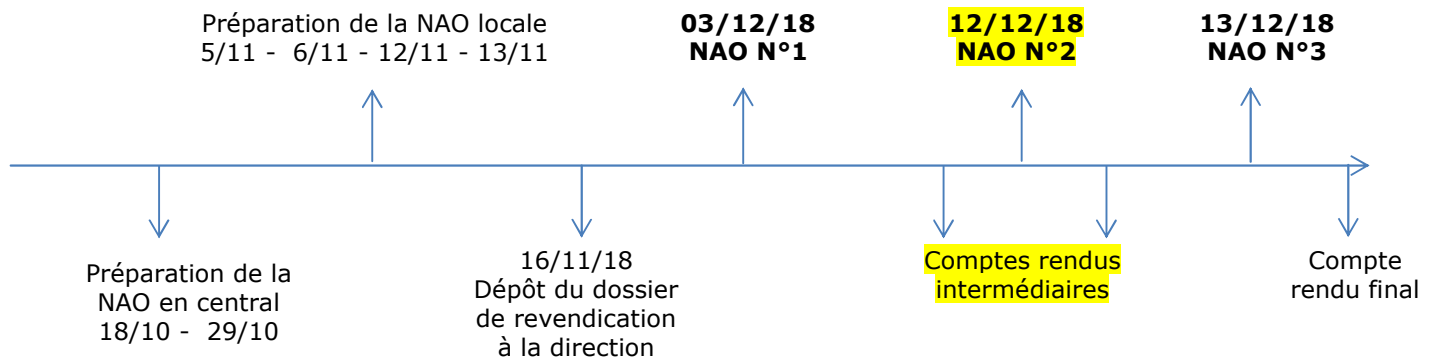 Préparation de la NAO locale
5/11 - 6/11 - 12/11 - 13/11
03/12/18
NAO N°1
12/12/18
NAO N°2
13/12/18
NAO N°3
Préparation de la
NAO en central
18/10 - 29/10
16/11/18
Dépôt du dossier
de revendication
à la direction
Comptes rendus
intermédiaires
Compte
rendu final